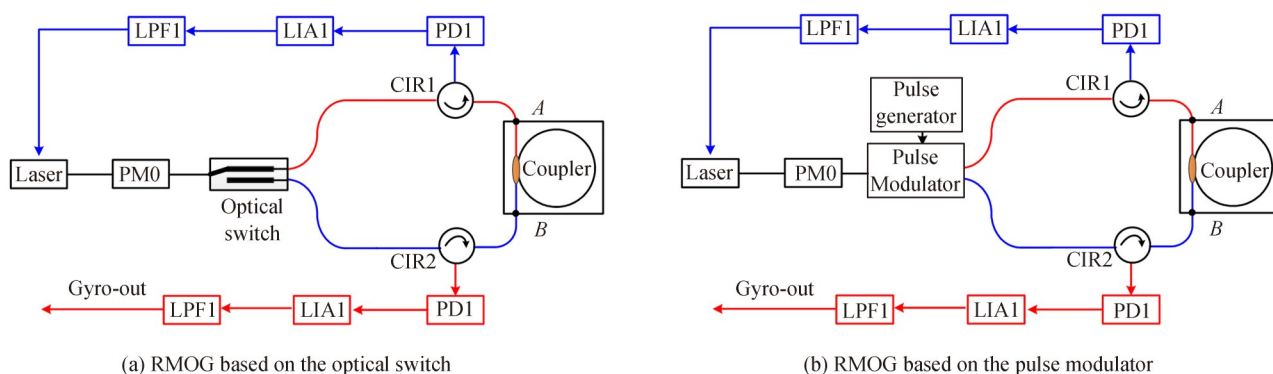 LPF1
LIA1
PD1
CIR1
A
Laser
PM0
Optical
switch
Coupler
B
CIR2
Gyro-out
LPF1
LIA1
PD1
(a) RMOG based on the optical switch
LPF1
LIA1
PD1
CIR1
Pulse
generator
A
Laser
PM0
Pulse
Modulator
Coupler
B
CIR2
Gyro-out
LPF1
LIA1
PD1
(b) RMOG based on the pulse modulator